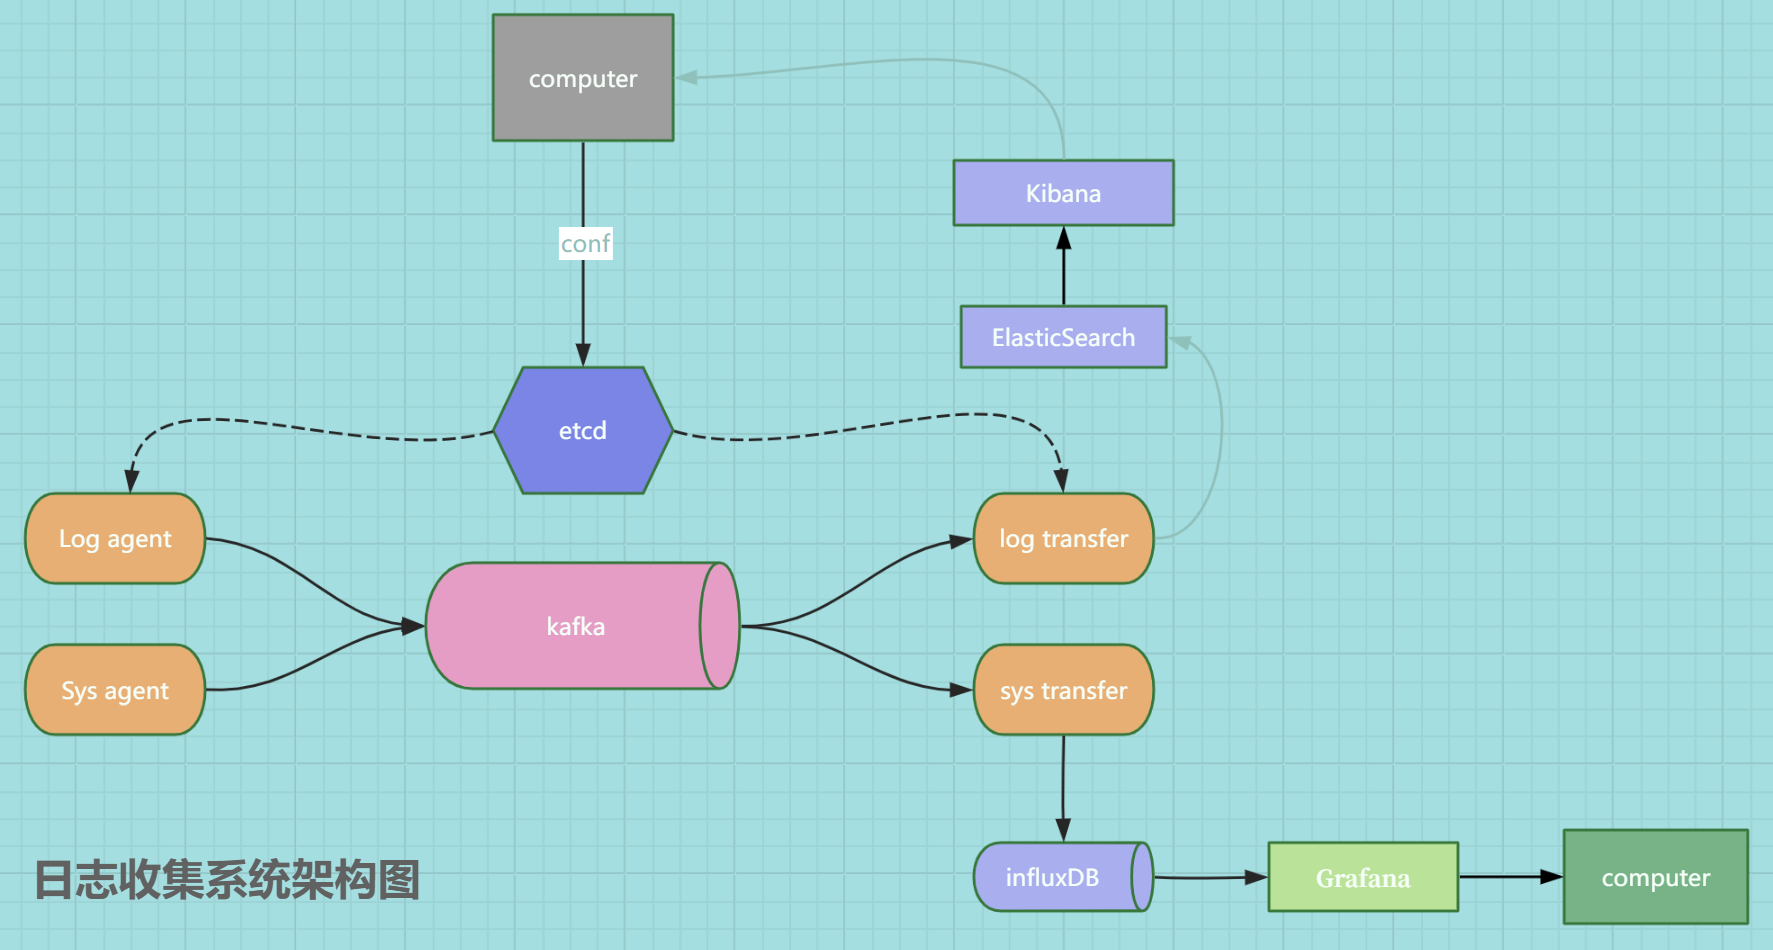 computer
conf
Kibana
ElasticSearch
etcd
Log agent
log transfer
kafka
Sys agent
sys transfer
日志收集系统架构图
influxDB
Grafana
computer